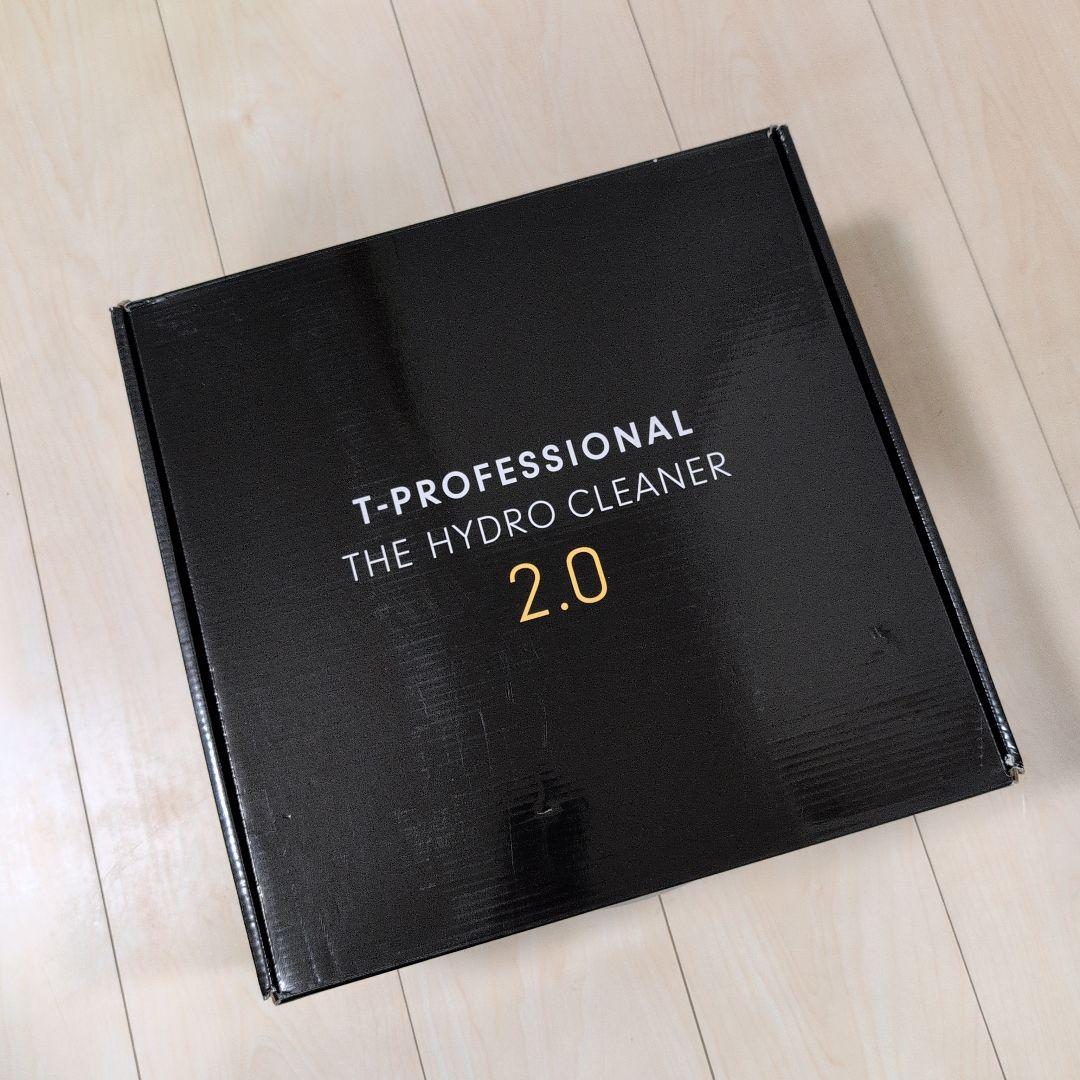 T-PROFESSIONAL
THE HYDRO CLEANER
2.0